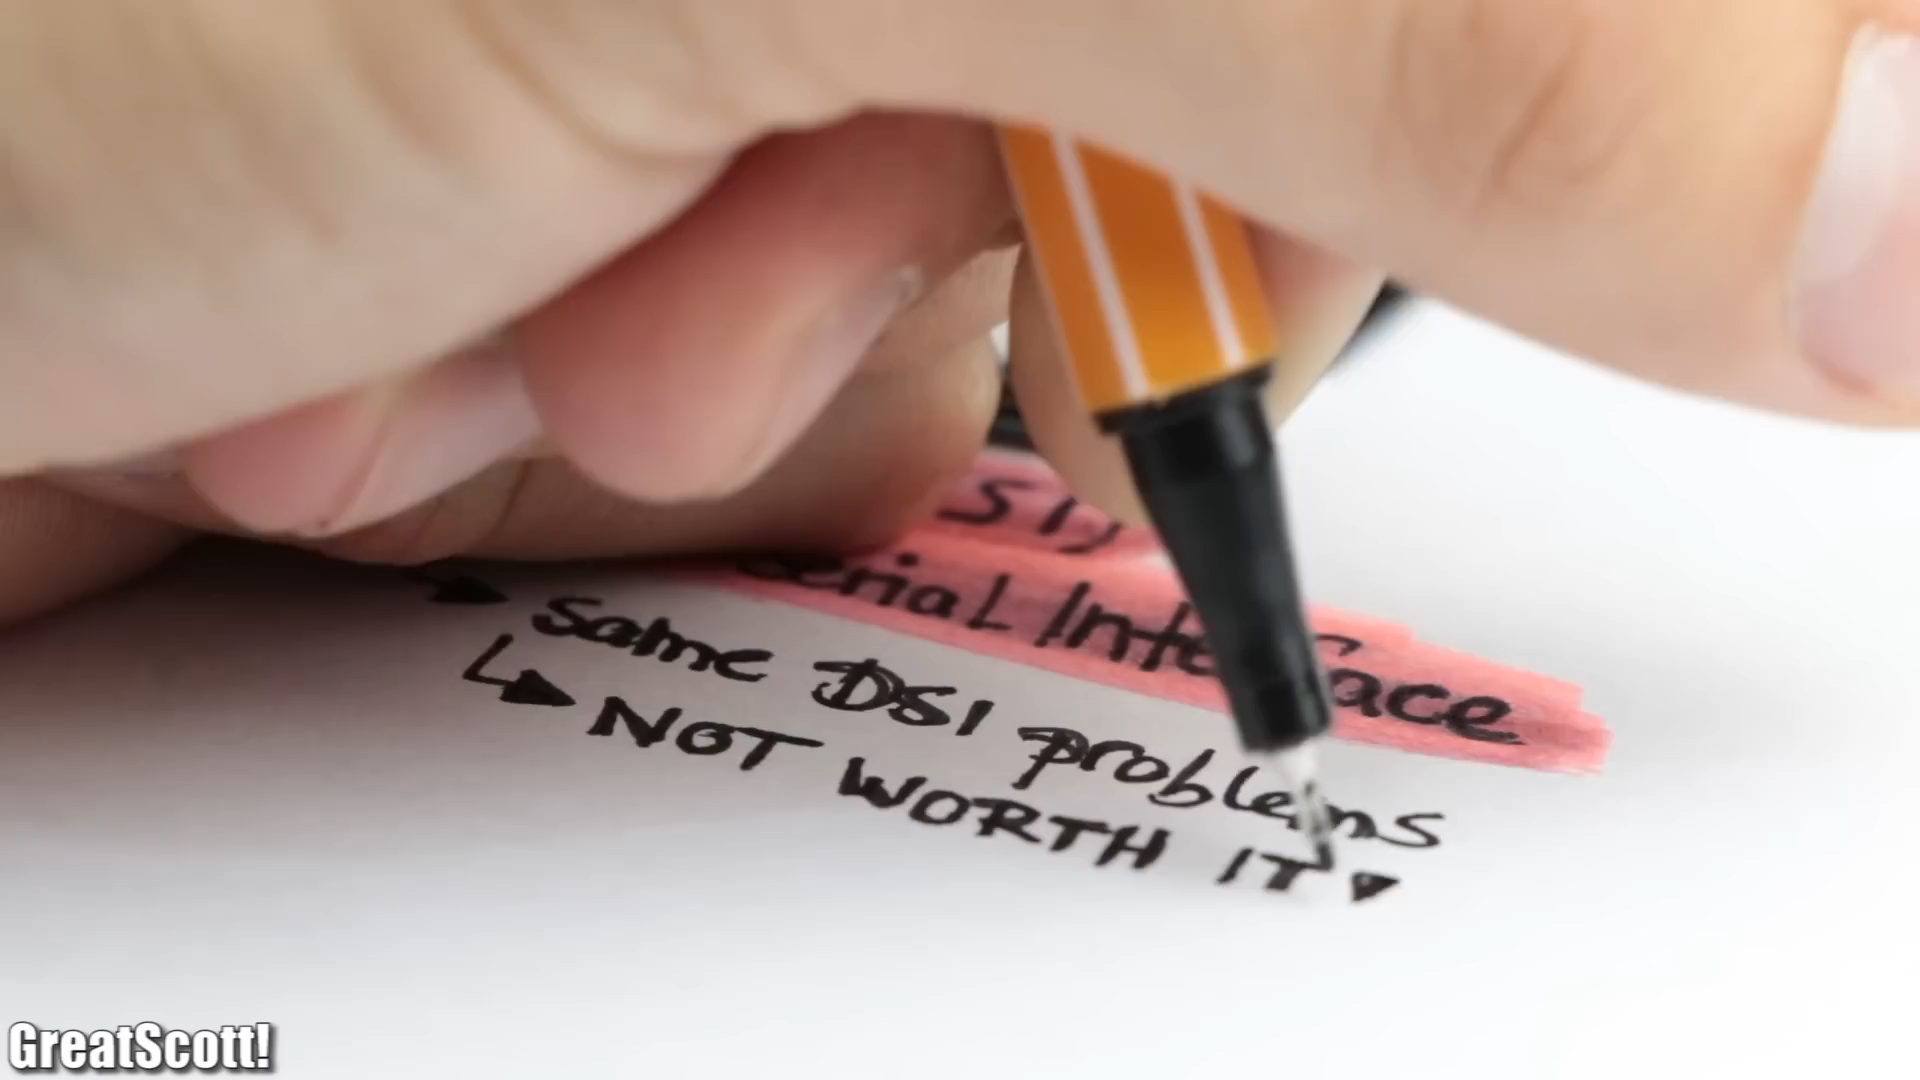 Serial Interface
Same DSI problems
NOT WORTH IT
GreatScott!